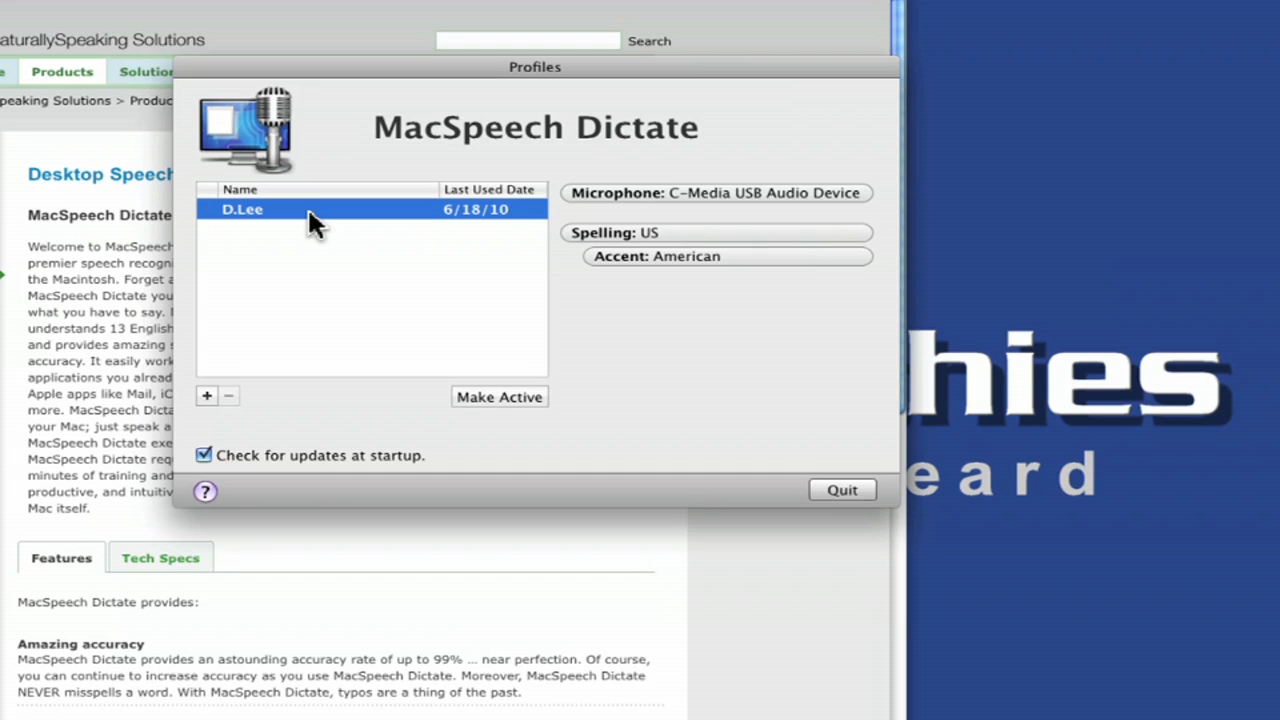 aturallySpeaking Solutions
Search
e Products Solution
peaking Solutions > Produc
Profiles
MacSpeech Dictate
Name Last Used Date
D.Lee 6/18/10
Microphone: C-Media USB Audio Device
Spelling: US
Accent: American
+ −
Make Active
Check for updates at startup.
?
Quit
Desktop Speech
MacSpeech Dictate
Welcome to MacSpeech
premier speech recogni
the Macintosh. Forget a
MacSpeech Dictate you
what you have to say.
understands 13 English
and provides amazing s
accuracy. It easily work
applications you alread
Apple apps like Mail, iC
more. MacSpeech Dicta
your Mac; just speak a
MacSpeech Dictate exe
MacSpeech Dictate requ
minutes of training and
productive, and intuitiv
Mac itself.
Features Tech Specs
MacSpeech Dictate provides:
Amazing accuracy
MacSpeech Dictate provides an astounding accuracy rate of up to 99% ... near perfection. Of course,
you can continue to increase accuracy as you use MacSpeech Dictate. Moreover, MacSpeech Dictate
NEVER misspells a word. With MacSpeech Dictate, typos are a thing of the past.
hies
eard